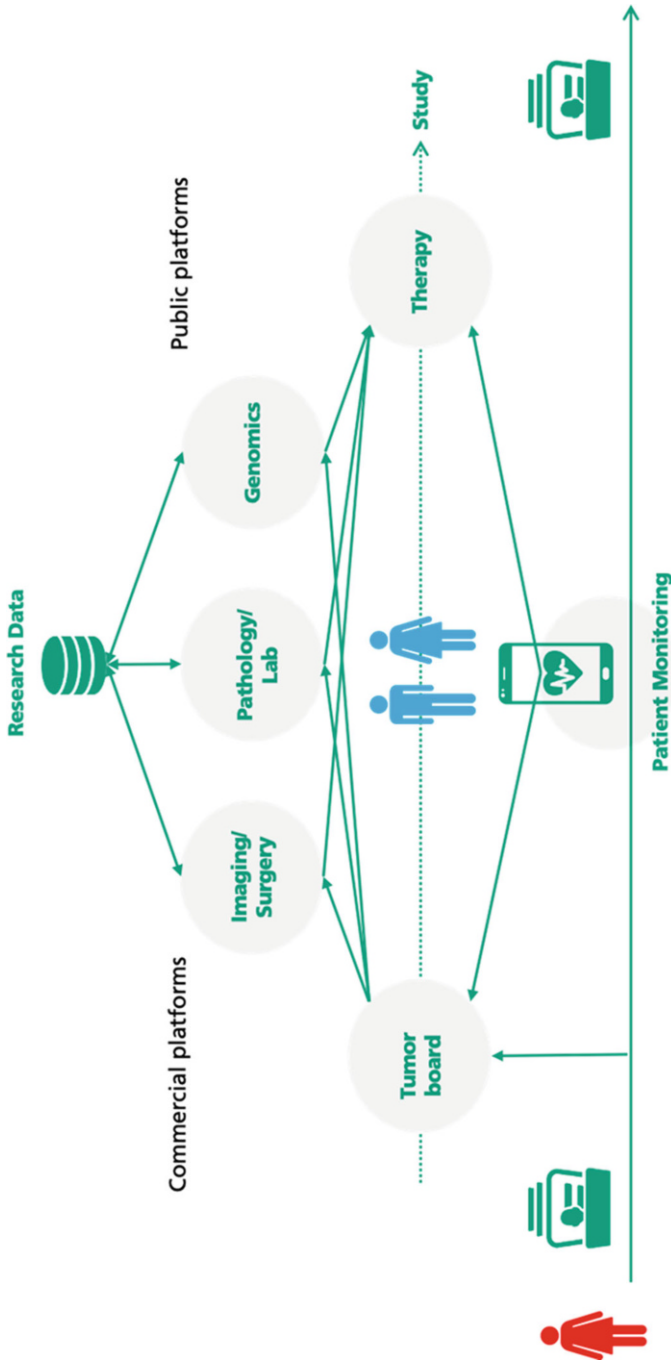 Research Data
Commercial platforms
Public platforms
Imaging/
Surgery
Pathology/
Lab
Genomics
Tumor
board
Therapy
Study
Patient Monitoring